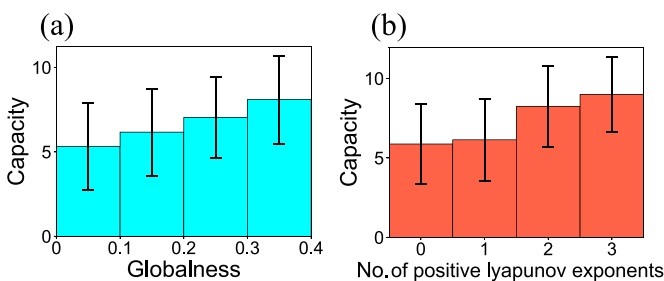 (a)
Capacity
10
5
0
0 0.1 0.2 0.3 0.4
Globalness
(b)
Capacity
10
5
0
0 1 2 3
No. of positive lyapunov exponents